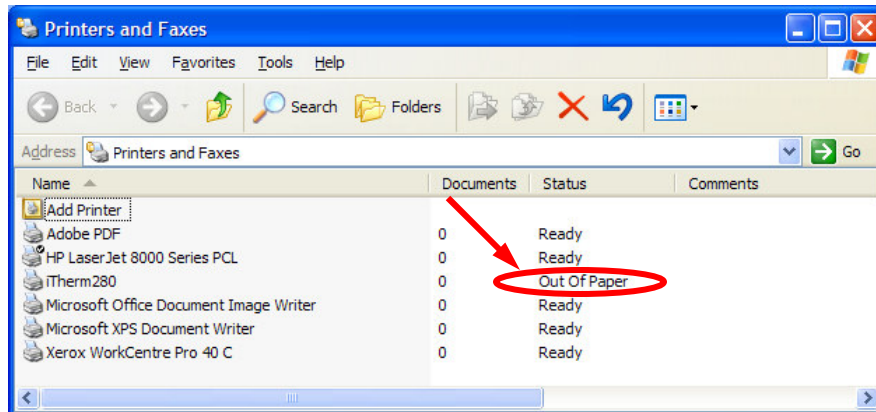 Printers and Faxes
File Edit View Favorites Tools Help
Back Search Folders
Address Printers and Faxes Go
Name Documents Status Comments
Add Printer
Adobe PDF 0 Ready
HP LaserJet 8000 Series PCL 0 Ready
iTherm280 0 Out Of Paper
Microsoft Office Document Image Writer 0 Ready
Microsoft XPS Document Writer 0 Ready
Xerox WorkCentre Pro 40 C 0 Ready